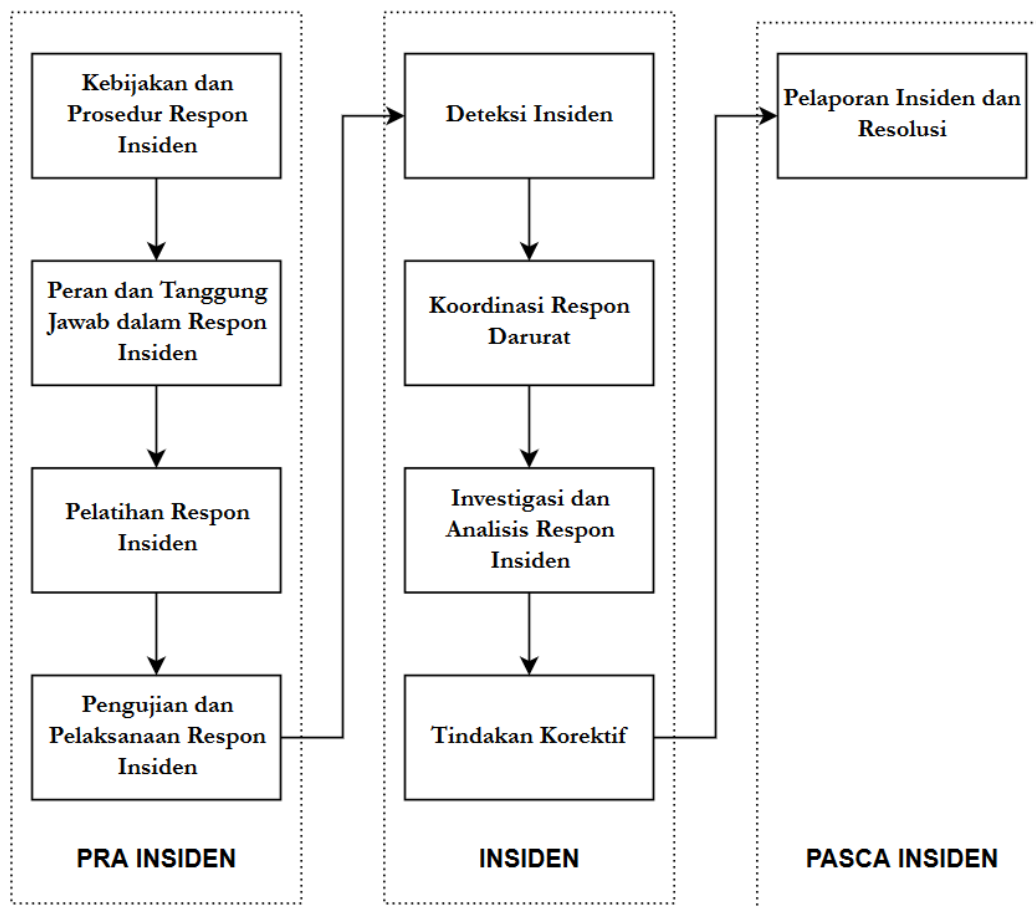 Kebijakan dan
Prosedur Respon
Insiden
Peran dan Tanggung
Jawab dalam Respon
Insiden
Pelatihan Respon
Insiden
Pengujian dan
Pelaksanaan Respon
Insiden
PRA INSIDEN
Deteksi Insiden
Koordinasi Respon
Darurat
Investigasi dan
Analisis Respon
Insiden
Tindakan Korektif
INSIDEN
Pelaporan Insiden dan
Resolusi
PASCA INSIDEN